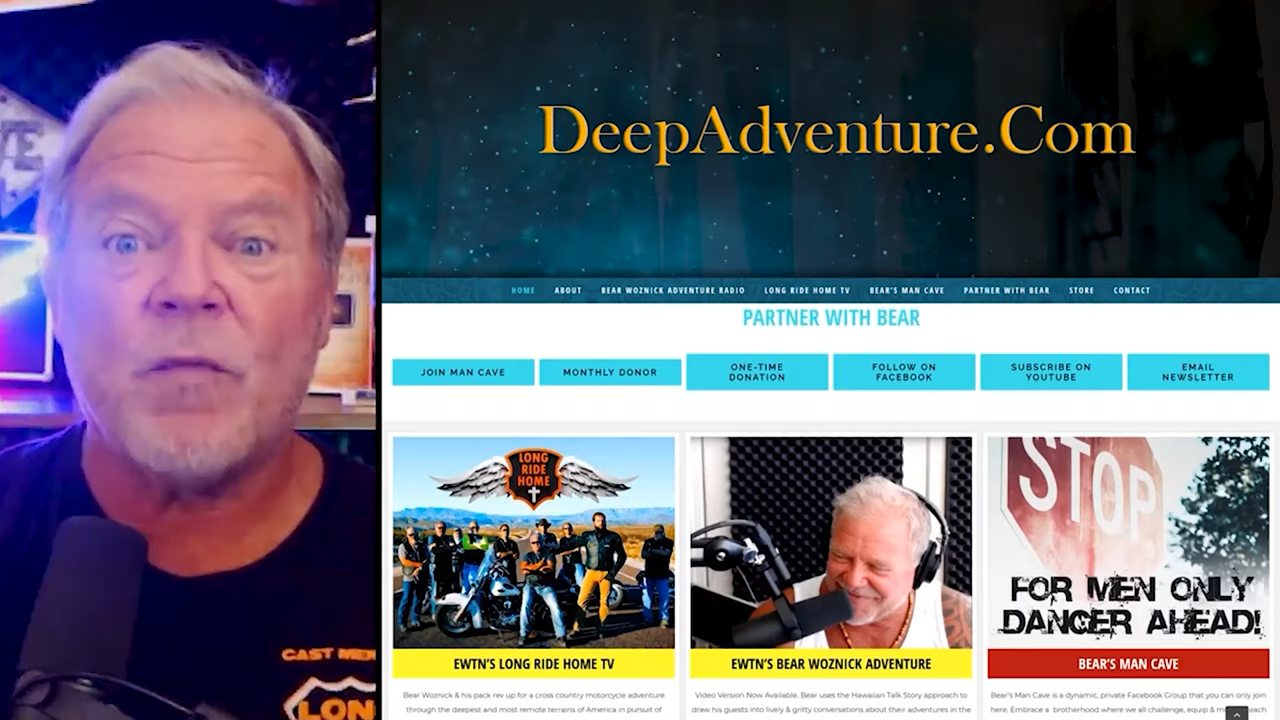 VE
CAST MEM
LON
DeepAdventure.Com
HOME ABOUT BEAR WOZNICK ADVENTURE RADIO LONG RIDE HOME TV BEAR'S MAN CAVE PARTNER WITH BEAR STORE CONTACT
PARTNER WITH BEAR
JOIN MAN CAVE
MONTHLY DONOR
ONE-TIME
DONATION
FOLLOW ON
FACEBOOK
SUBSCRIBE ON
YOUTUBE
EMAIL
NEWSLETTER
LONG
RIDE
HOME
EWTN'S LONG RIDE HOME TV
Bear Woznick & his pack rev up for a cross country motorcycle adventure
through the deepest and most remote terrains of America in pursuit of
EWTN'S BEAR WOZNICK ADVENTURE
Video Version Now Available. Bear uses the Hawaiian Talk Story approach to
draw his guests into lively & gritty conversations about their adventures in the
STOP
FOR MEN ONLY
DANGER AHEAD!
BEAR'S MAN CAVE
Bear's Man Cave is a dynamic, private Facebook Group that you can only join
here. Embrace a brotherhood where we all challenge, equip & each